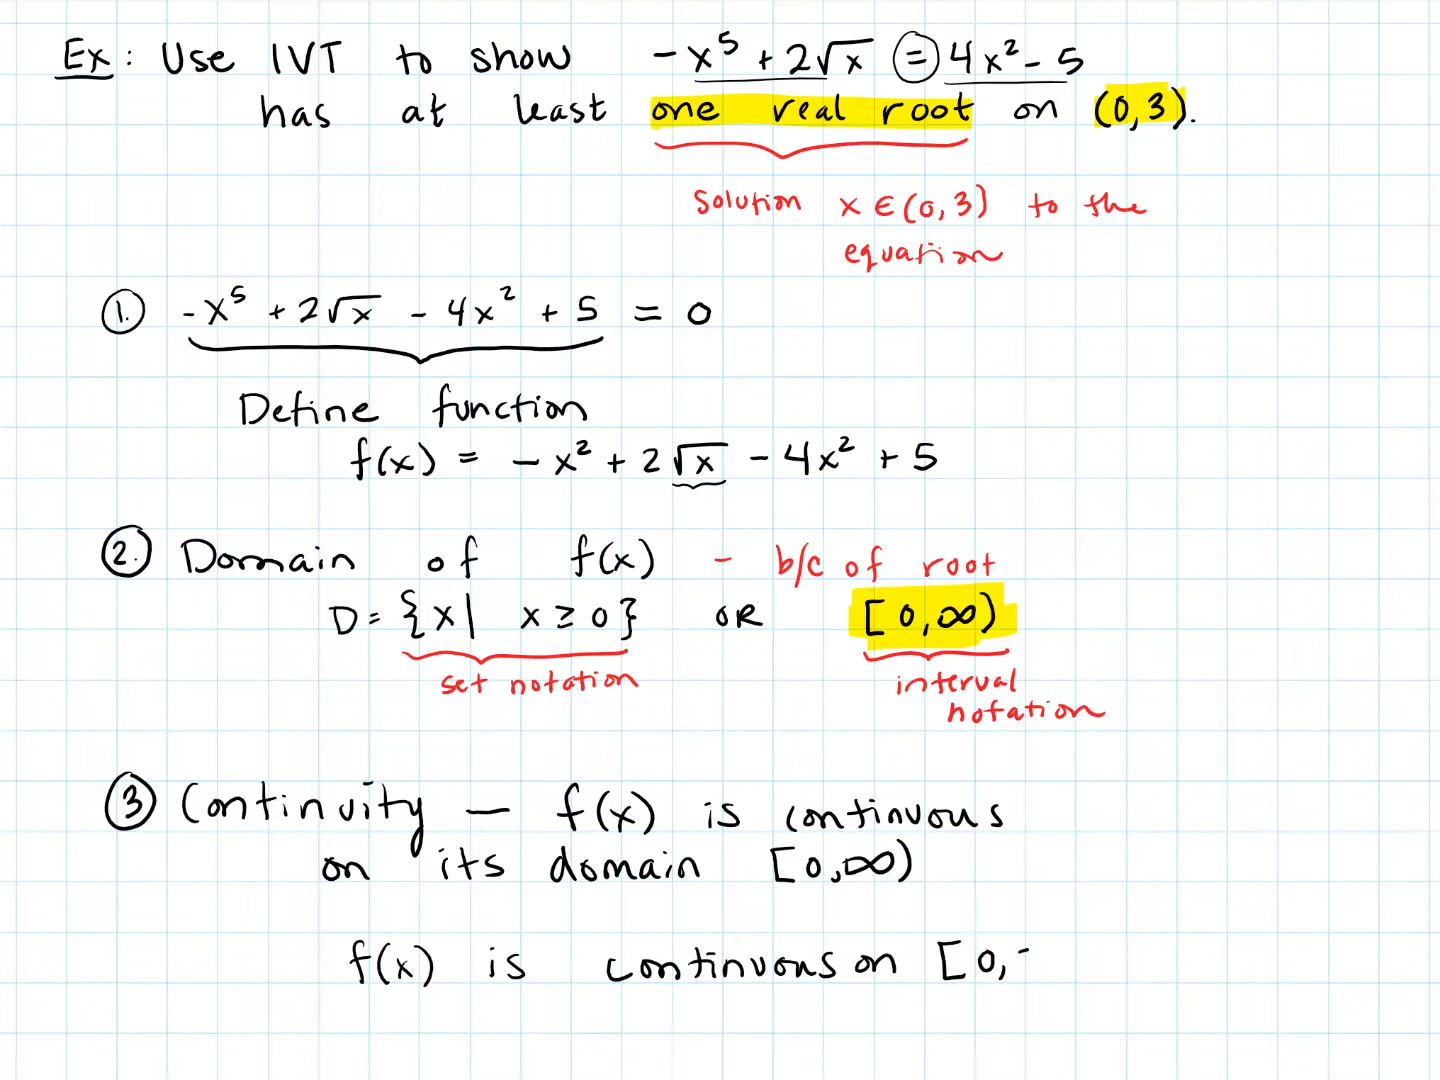 Ex: Use IVT to show -x⁵ + 2√x = 4x² - 5
has at least one real root on (0,3).
Solution x ∈ (0,3) to the
equation
1. -x⁵ + 2√x - 4x² + 5 = 0
Define function
f(x) = -x² + 2√x - 4x² + 5
2. Domain of f(x) - b/c of root
D = {x | x ≥ 0} OR [0,∞)
set notation interval
notation
3 Continuity — f(x) is continuous
on its domain [0,∞)
f(x) is continuous on [0,